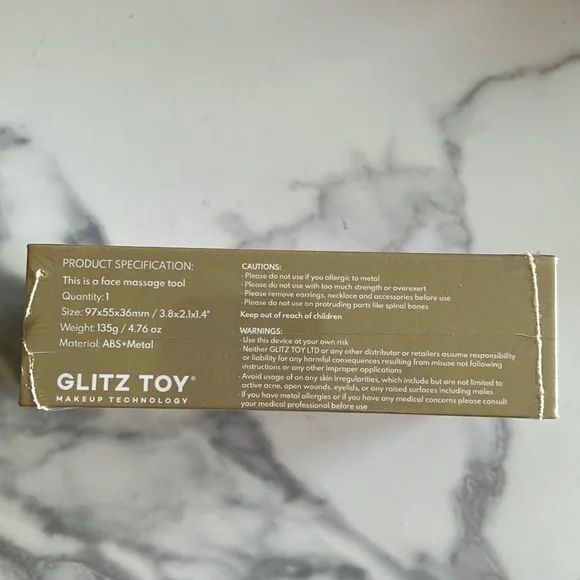 PRODUCT SPECIFICATION:
This is a face massage tool
Quantity: 1
Size: 97x55x36mm / 3.8x2.1x1.4"
Weight: 135g / 4.76 oz
Material: ABS+Metal
GLITZ TOY®
MAKEUP TECHNOLOGY
CAUTIONS:
- Please do not use if you allergic to metal
- Please do not use with too much strength or overexert
- Please remove earrings, necklace and accessories before use
- Please do not use on protruding parts like spinal bones
Keep out of reach of children
WARNINGS:
- Use this device at your own risk
- Neither GLITZ TOY LTD or any other distributor or retailers assume responsibility
or liability for any harmful consequences resulting from misuse not following
instructions or any other improper applications
- Avoid usage of on any skin irregularities, which include but are not limited to
active acne, open wounds, eyelids, or any raised surfaces including moles
- If you have metal allergies or if you have any medical concerns please consult
your medical professional before use